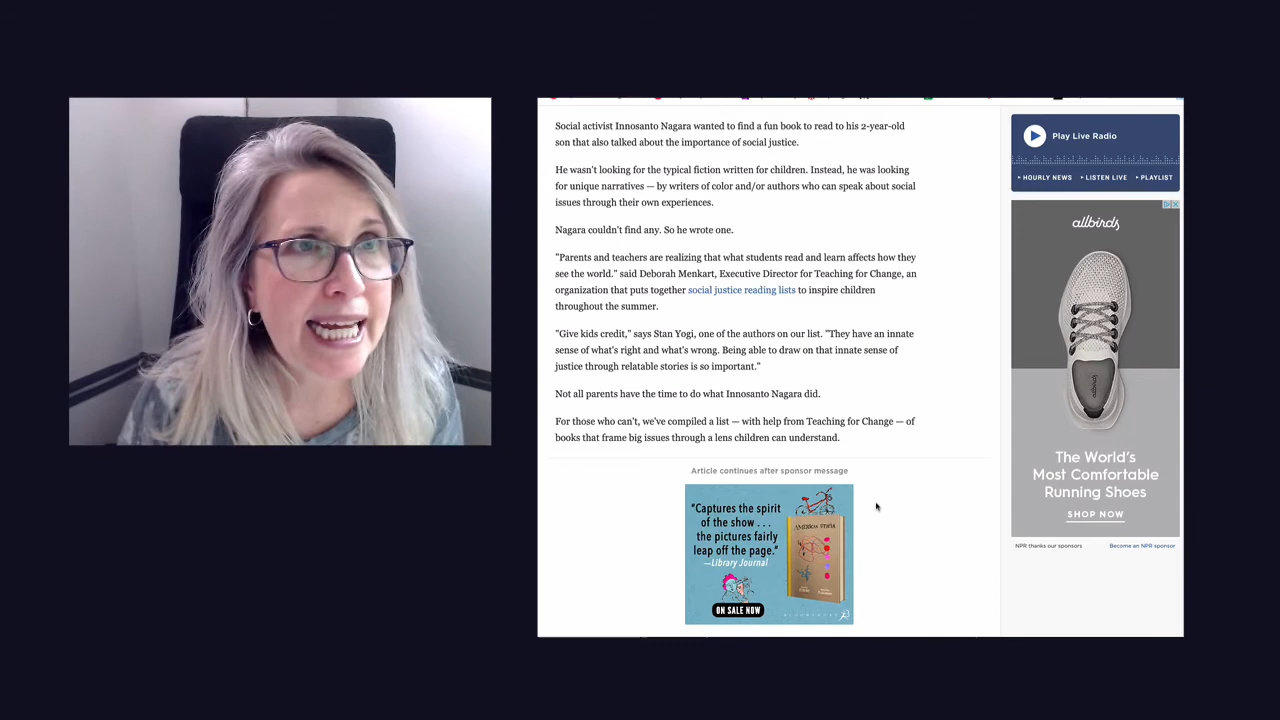 Social activist Innosanto Nagara wanted to find a fun book to read to his 2-year-old
son that also talked about the importance of social justice.
He wasn't looking for the typical fiction written for children. Instead, he was looking
for unique narratives — by writers of color and/or authors who can speak about social
issues through their own experiences.
Nagara couldn't find any. So he wrote one.
"Parents and teachers are realizing that what students read and learn affects how they
see the world." said Deborah Menkart, Executive Director for Teaching for Change, an
organization that puts together social justice reading lists to inspire children
throughout the summer.
"Give kids credit," says Stan Yogi, one of the authors on our list. "They have an innate
sense of what's right and what's wrong. Being able to draw on that innate sense of
justice through relatable stories is so important."
Not all parents have the time to do what Innosanto Nagara did.
For those who can't, we've compiled a list — with help from Teaching for Change — of
books that frame big issues through a lens children can understand.
Article continues after sponsor message
"Captures the spirit
of the show . . .
the pictures fairly
leap off the page."
—Library Journal
ON SALE NOW
BLOOMSBURY
Play Live Radio
HOURLY NEWS
LISTEN LIVE
PLAYLIST
allbirds
The World's
Most Comfortable
Running Shoes
SHOP NOW
NPR thanks our sponsors
Become an NPR sponsor